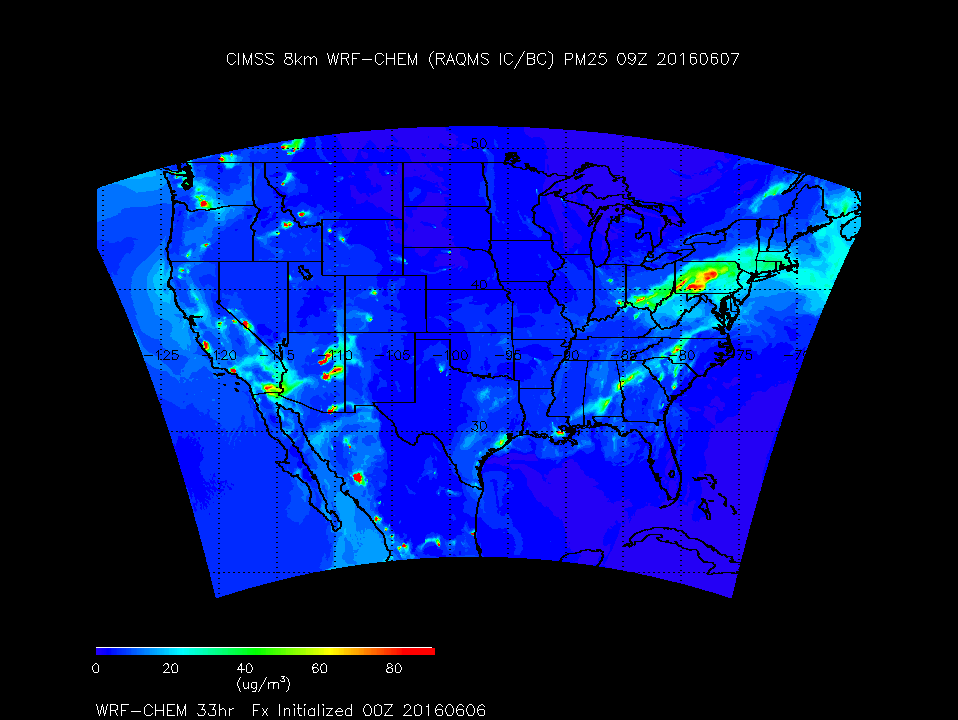 CIMSS 8km WRF-CHEM (RAQMS IC/BC) PM25 09Z 20160607
50
40
-125 -120 -115 -110 -105 -100 -95 -90 -85 -80 -75
30
0 20 40 60 80
(ug/m³)
WRF-CHEM 33hr Fx Initialized 00Z 20160606